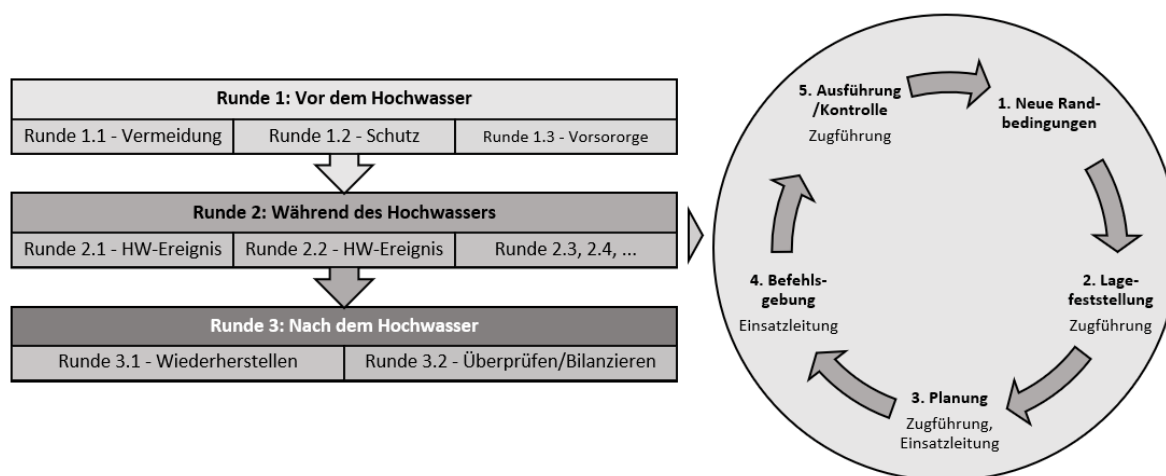 Runde 1: Vor dem Hochwasser
Runde 1.1 - Vermeidung
Runde 1.2 - Schutz
Runde 1.3 - Vorsororge
Runde 2: Während des Hochwassers
Runde 2.1 - HW-Ereignis
Runde 2.2 - HW-Ereignis
Runde 2.3, 2.4, ...
Runde 3: Nach dem Hochwasser
Runde 3.1 - Wiederherstellen
Runde 3.2 - Überprüfen/Bilanzieren
1. Neue Rand-
bedingungen
2. Lage-
feststellung
Zugführung
3. Planung
Zugführung,
Einsatzleitung
4. Befehls-
gebung
Einsatzleitung
5. Ausführung
/Kontrolle
Zugführung